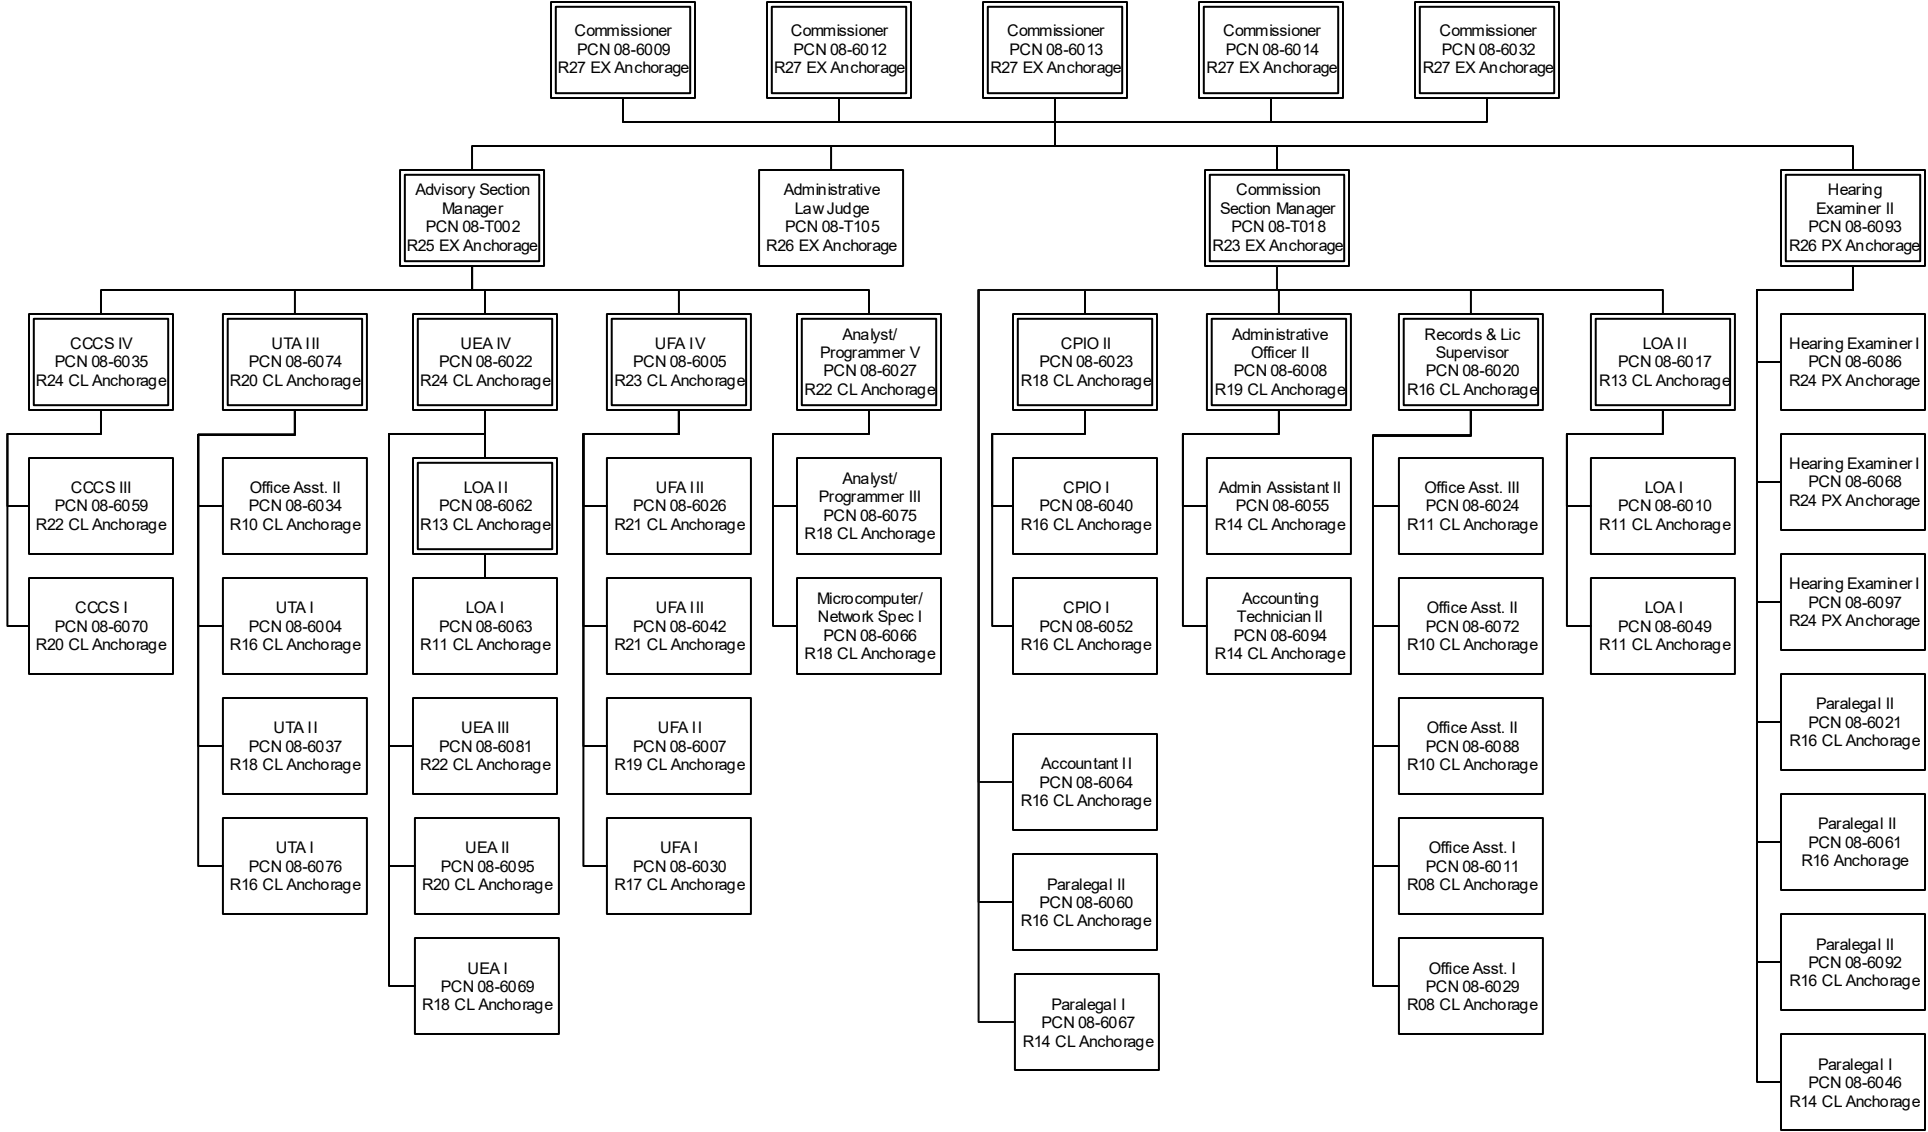 Commissioner
PCN 08-6009
R27 EX Anchorage
Commissioner
PCN 08-6012
R27 EX Anchorage
Commissioner
PCN 08-6013
R27 EX Anchorage
Commissioner
PCN 08-6014
R27 EX Anchorage
Commissioner
PCN 08-6032
R27 EX Anchorage
Advisory Section
Manager
PCN 08-T002
R25 EX Anchorage
Administrative
Law Judge
PCN 08-T105
R26 EX Anchorage
Commission
Section Manager
PCN 08-T018
R23 EX Anchorage
Hearing
Examiner II
PCN 08-6093
R26 PX Anchorage
CCCS IV
PCN 08-6035
R24 CL Anchorage
UTA III
PCN 08-6074
R20 CL Anchorage
UEA IV
PCN 08-6022
R24 CL Anchorage
UFA IV
PCN 08-6005
R23 CL Anchorage
Analyst/
Programmer V
PCN 08-6027
R22 CL Anchorage
CPIO II
PCN 08-6023
R18 CL Anchorage
Administrative
Officer II
PCN 08-6008
R19 CL Anchorage
Records & Lic
Supervisor
PCN 08-6020
R16 CL Anchorage
LOA II
PCN 08-6017
R13 CL Anchorage
Hearing Examiner I
PCN 08-6086
R24 PX Anchorage
CCCS III
PCN 08-6059
R22 CL Anchorage
Office Asst. II
PCN 08-6034
R10 CL Anchorage
LOA II
PCN 08-6062
R13 CL Anchorage
UFA III
PCN 08-6026
R21 CL Anchorage
Analyst/
Programmer III
PCN 08-6075
R18 CL Anchorage
CPIO I
PCN 08-6040
R16 CL Anchorage
Admin Assistant II
PCN 08-6055
R14 CL Anchorage
Office Asst. III
PCN 08-6024
R11 CL Anchorage
LOA I
PCN 08-6010
R11 CL Anchorage
Hearing Examiner I
PCN 08-6068
R24 PX Anchorage
CCCS I
PCN 08-6070
R20 CL Anchorage
UTA I
PCN 08-6004
R16 CL Anchorage
LOA I
PCN 08-6063
R11 CL Anchorage
UFA III
PCN 08-6042
R21 CL Anchorage
Microcomputer/
Network Spec I
PCN 08-6066
R18 CL Anchorage
CPIO I
PCN 08-6052
R16 CL Anchorage
Accounting
Technician II
PCN 08-6094
R14 CL Anchorage
Office Asst. II
PCN 08-6072
R10 CL Anchorage
LOA I
PCN 08-6049
R11 CL Anchorage
Hearing Examiner I
PCN 08-6097
R24 PX Anchorage
UTA II
PCN 08-6037
R18 CL Anchorage
UEA III
PCN 08-6081
R22 CL Anchorage
UFA II
PCN 08-6007
R19 CL Anchorage
Accountant II
PCN 08-6064
R16 CL Anchorage
Office Asst. II
PCN 08-6088
R10 CL Anchorage
Paralegal II
PCN 08-6021
R16 CL Anchorage
UTA I
PCN 08-6076
R16 CL Anchorage
UEA II
PCN 08-6095
R20 CL Anchorage
UFA I
PCN 08-6030
R17 CL Anchorage
Paralegal II
PCN 08-6060
R16 CL Anchorage
Office Asst. I
PCN 08-6011
R08 CL Anchorage
Paralegal II
PCN 08-6061
R16 Anchorage
UEA I
PCN 08-6069
R18 CL Anchorage
Paralegal I
PCN 08-6067
R14 CL Anchorage
Office Asst. I
PCN 08-6029
R08 CL Anchorage
Paralegal II
PCN 08-6092
R16 CL Anchorage
Paralegal I
PCN 08-6046
R14 CL Anchorage